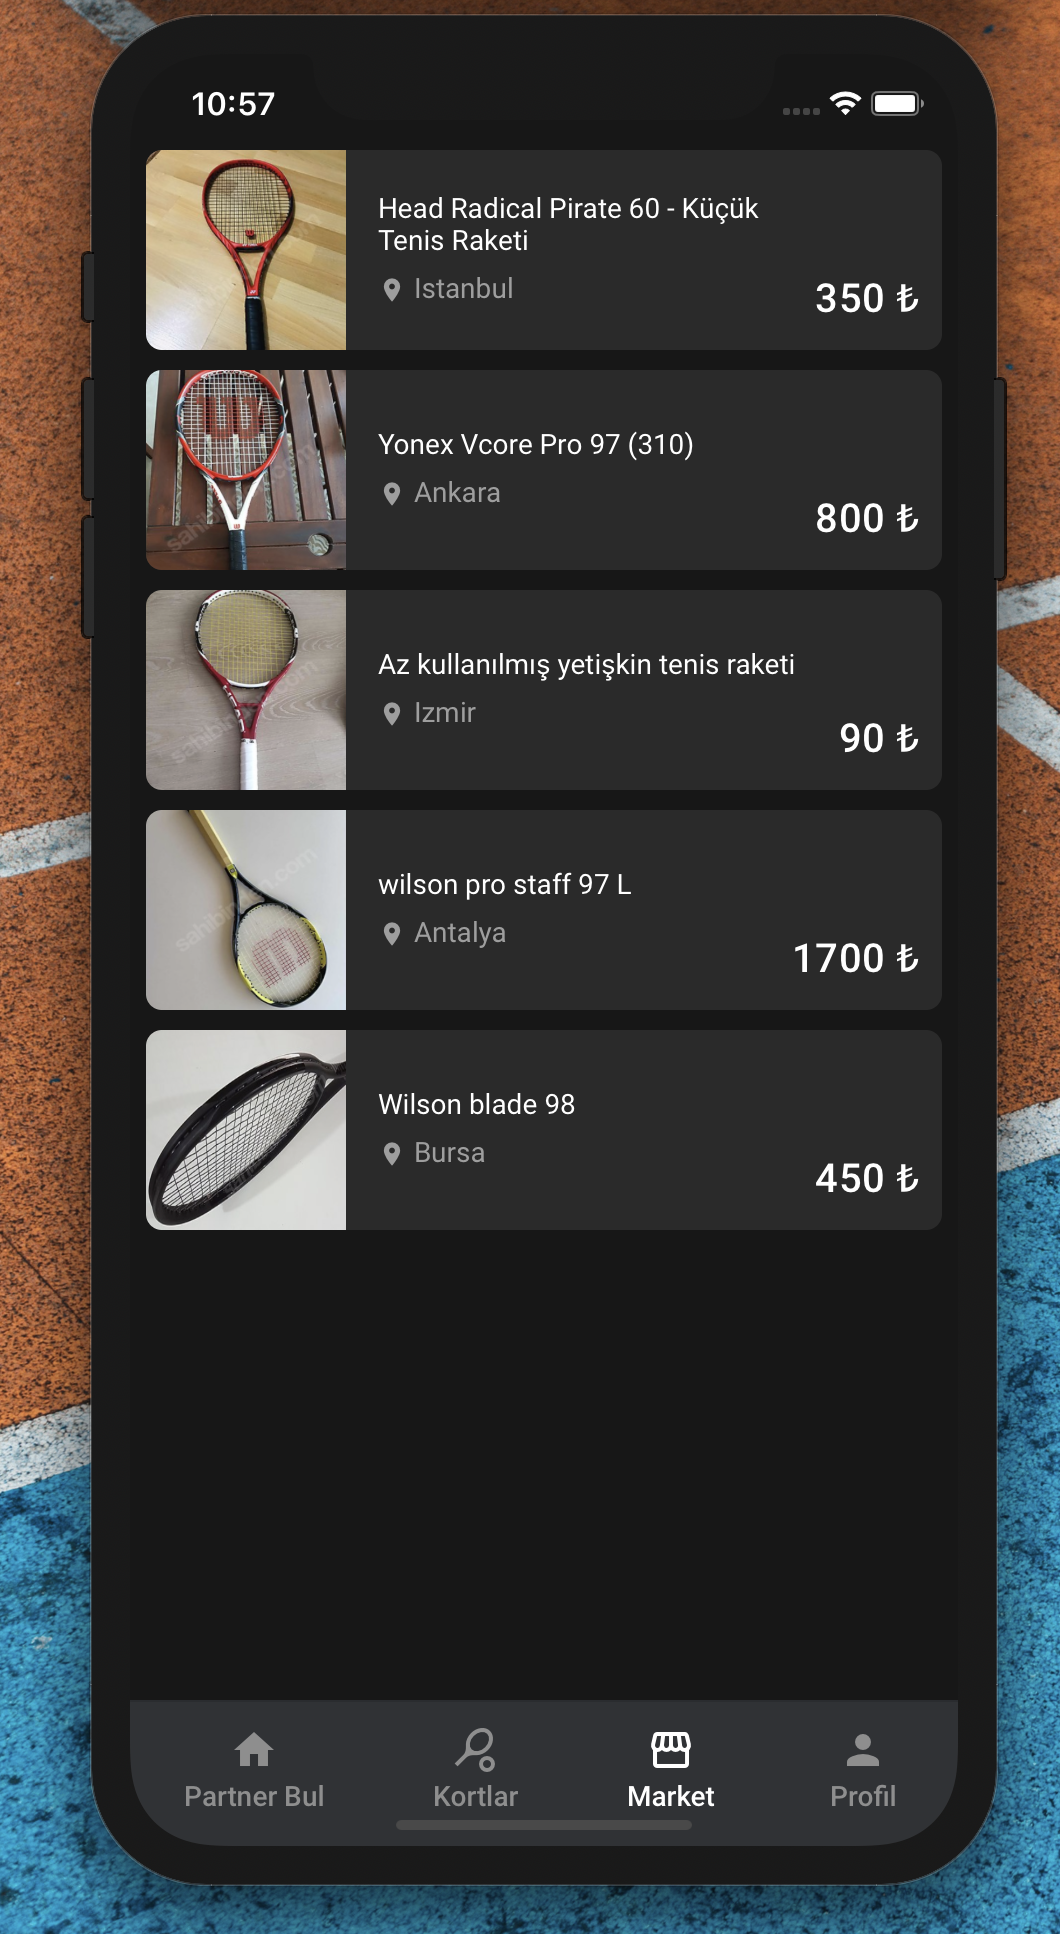 10:57
Head Radical Pirate 60 - Küçük
Tenis Raketi
Istanbul
350 ₺
Yonex Vcore Pro 97 (310)
Ankara
800 ₺
Az kullanılmış yetişkin tenis raketi
Izmir
90 ₺
wilson pro staff 97 L
Antalya
1700 ₺
Wilson blade 98
Bursa
450 ₺
Partner Bul
Kortlar
Market
Profil